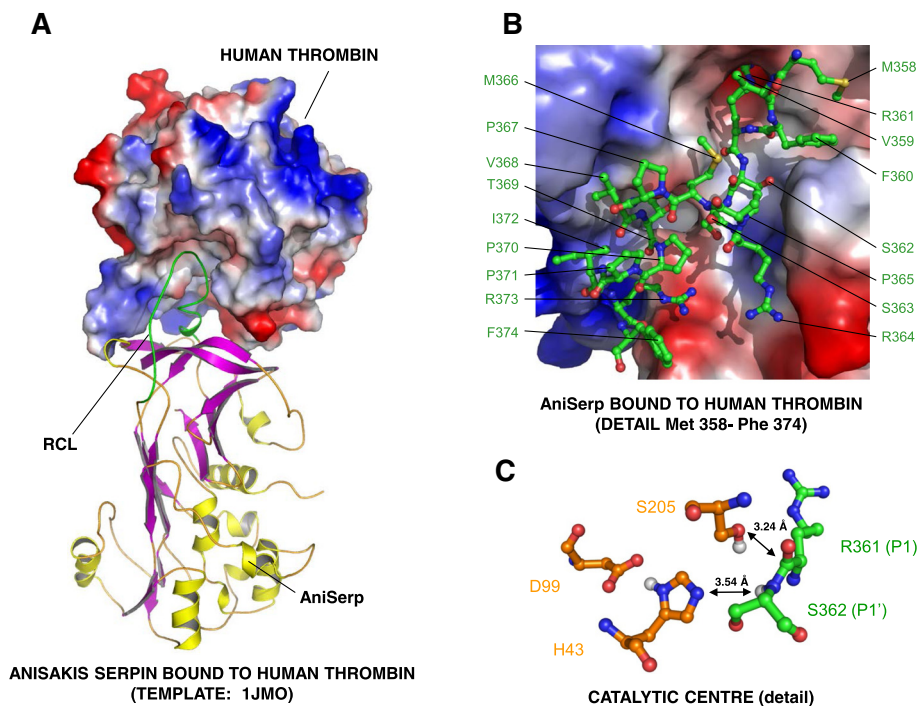 A
HUMAN THROMBIN
RCL
AniSerp
ANISAKIS SERPIN BOUND TO HUMAN THROMBIN
(TEMPLATE: 1JMO)
B
M366
P367
V368
T369
I372
P370
P371
R373
F374
M358
R361
V359
F360
S362
P365
S363
R364
AniSerp BOUND TO HUMAN THROMBIN
(DETAIL Met 358- Phe 374)
C
S205
3.24 Å
R361 (P1)
D99
3.54 Å
S362 (P1')
H43
CATALYTIC CENTRE (detail)